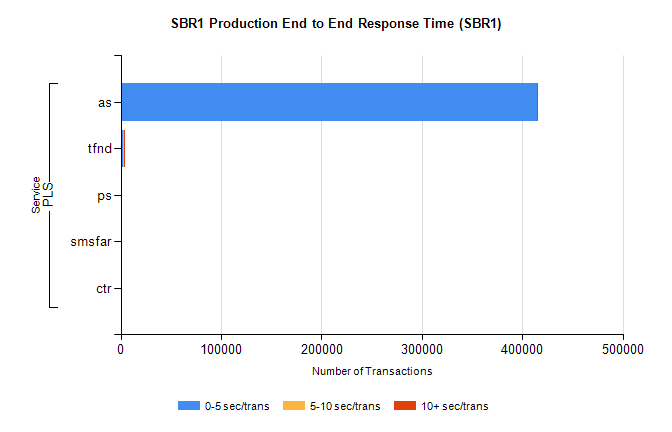 SBR1 Production End to End Response Time (SBR1)
Service
PLS
as
tfnd
ps
smsfar
ctr
0 100000 200000 300000 400000 500000
Number of Transactions
0-5 sec/trans 5-10 sec/trans 10+ sec/trans